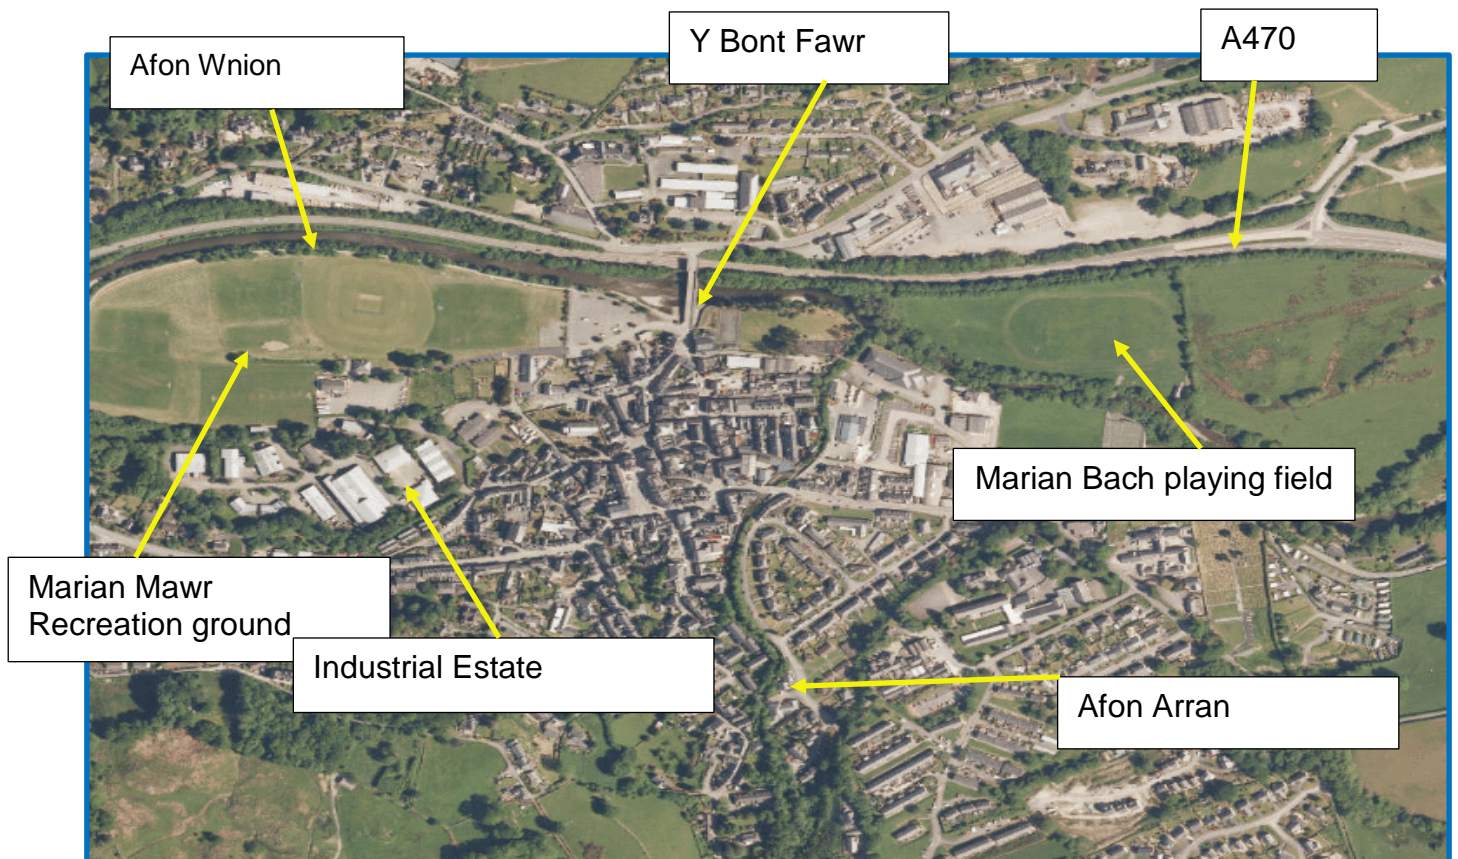 Afon Wnion
Y Bont Fawr
A470
Marian Bach playing field
Marian Mawr
Recreation ground
Industrial Estate
Afon Arran